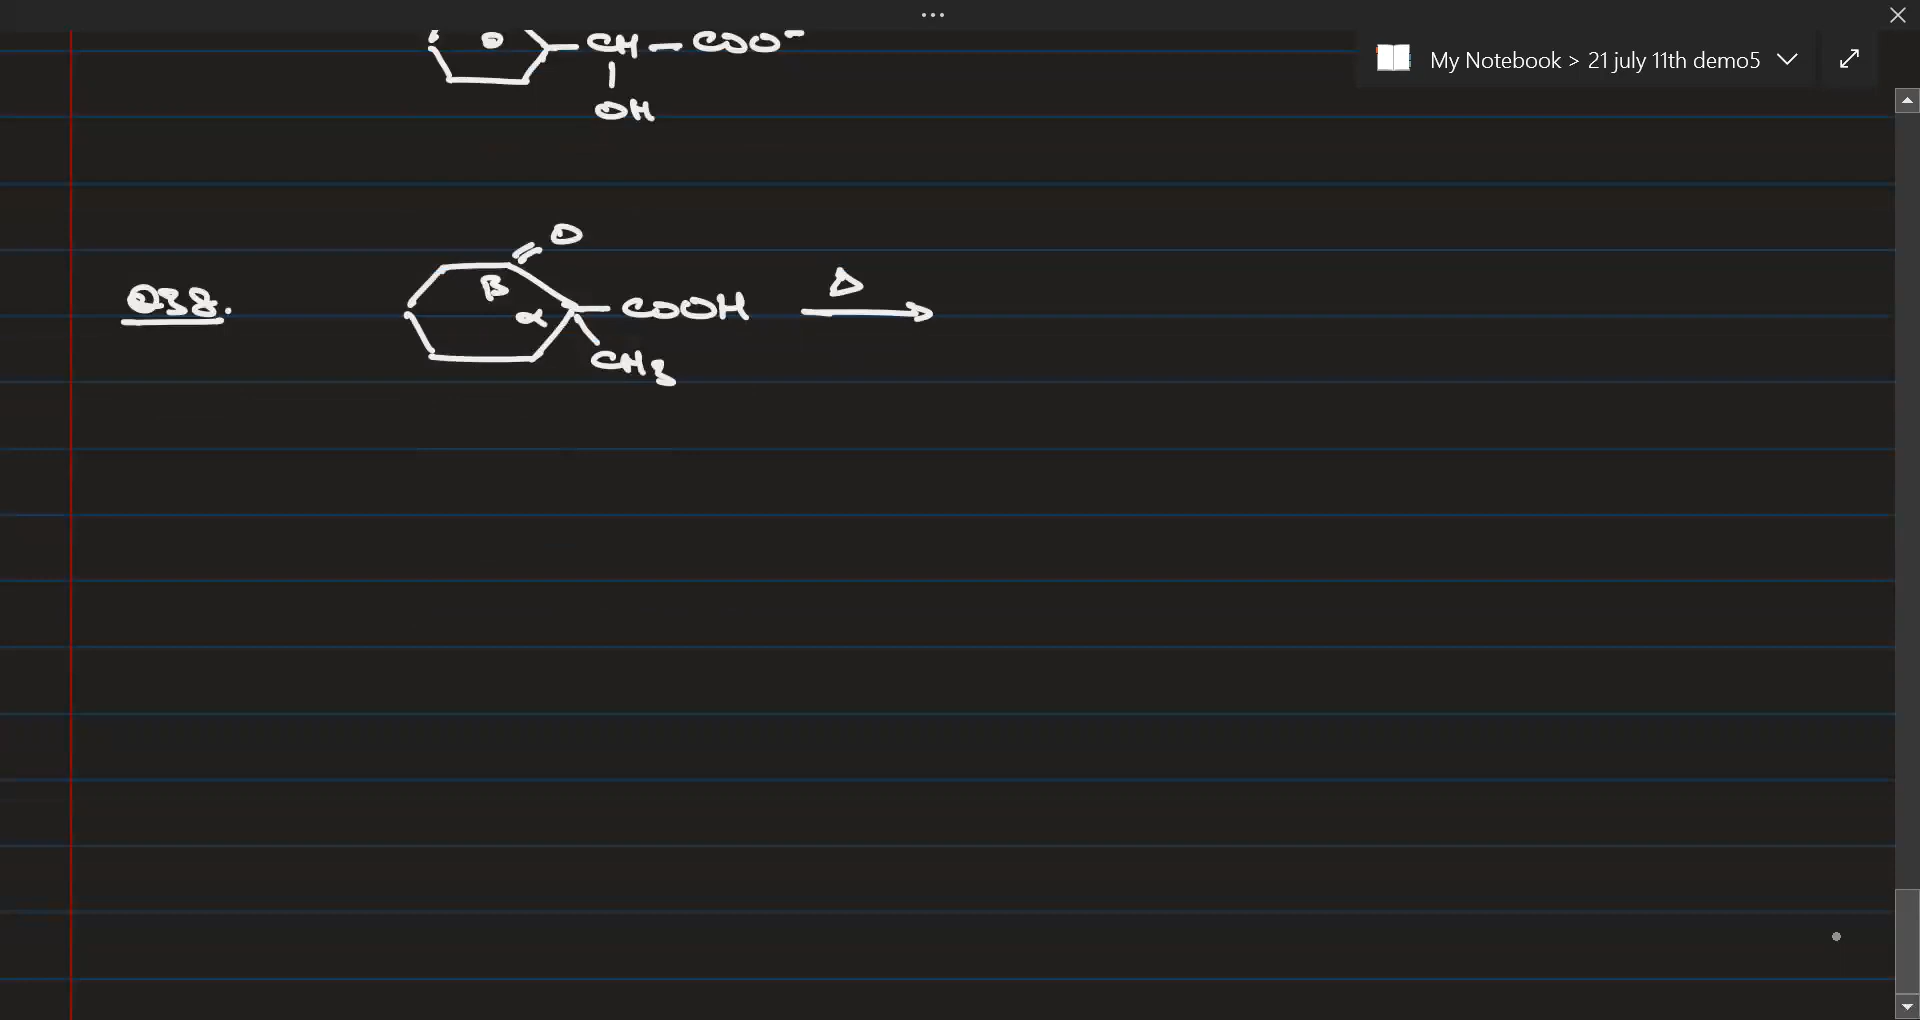 CH — COO⁻
My Notebook > 21 july 11th demo5
OH
O
Q38.
β
α
COOH
Δ
CH3